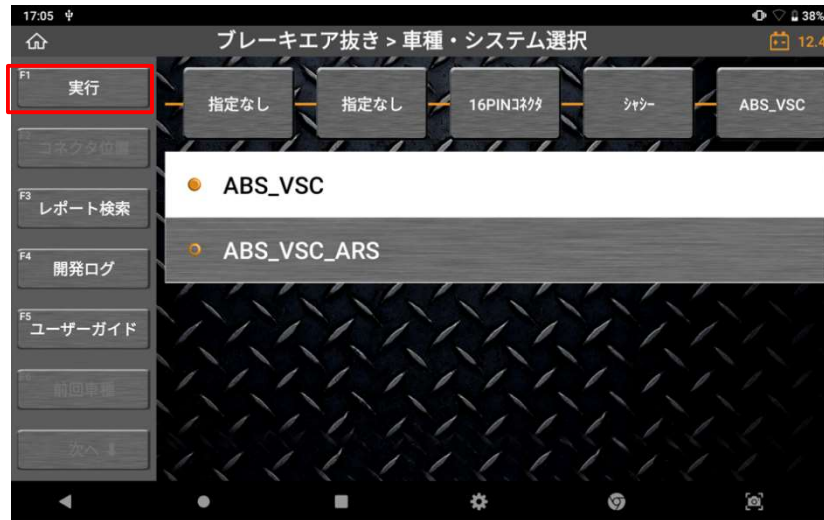 17:05
38%
ブレーキエア抜き > 車種・システム選択
12.4
F1
実行
指定なし
指定なし
16PINｺﾈｸﾀ
ｼｬｼｰ
ABS_VSC
F2
コネクタ位置
ABS_VSC
F3
レポート検索
ABS_VSC_ARS
F4
開発ログ
F5
ユーザーガイド
F6
前回車種
次へ ⬇